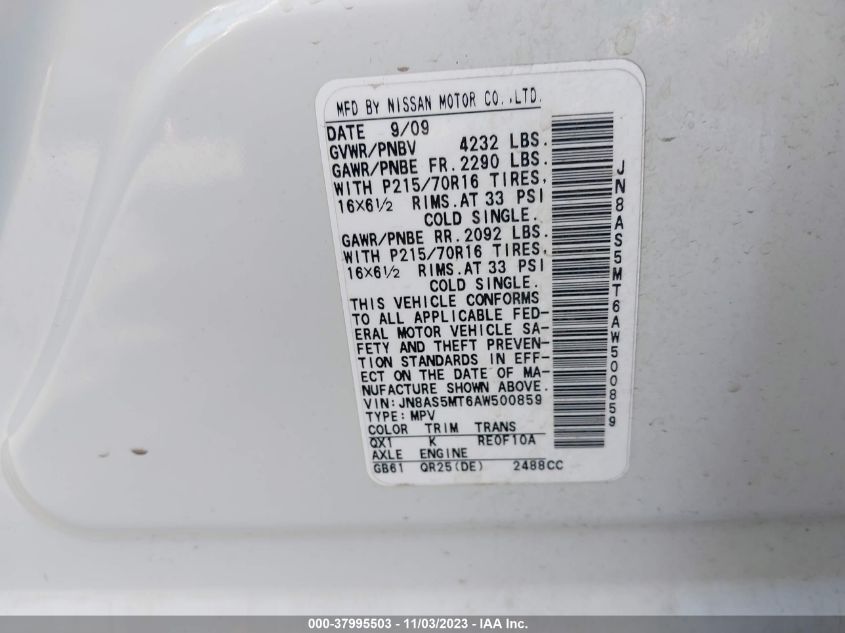 MFD BY NISSAN MOTOR CO.,LTD.
DATE 9/09
GVWR/PNBV 4232 LBS.
GAWR/PNBE FR.2290 LBS.
WITH P215/70R16 TIRES,
16×6½ RIMS.AT 33 PSI
COLD SINGLE.
GAWR/PNBE RR.2092 LBS.
WITH P215/70R16 TIRES,
16×6½ RIMS.AT 33 PSI
COLD SINGLE.
THIS VEHICLE CONFORMS
TO ALL APPLICABLE FED-
ERAL MOTOR VEHICLE SA-
FETY AND THEFT PREVEN-
TION STANDARDS IN EFF-
ECT ON THE DATE OF MA-
NUFACTURE SHOWN ABOVE.
VIN:JN8AS5MT6AW500859
TYPE:MPV
COLOR TRIM TRANS
QX1 K RE0F10A
AXLE ENGINE
GB61 QR25(DE) 2488CC
JN8AS5MT6AW500859
000-37995503 - 11/03/2023 - IAA Inc.